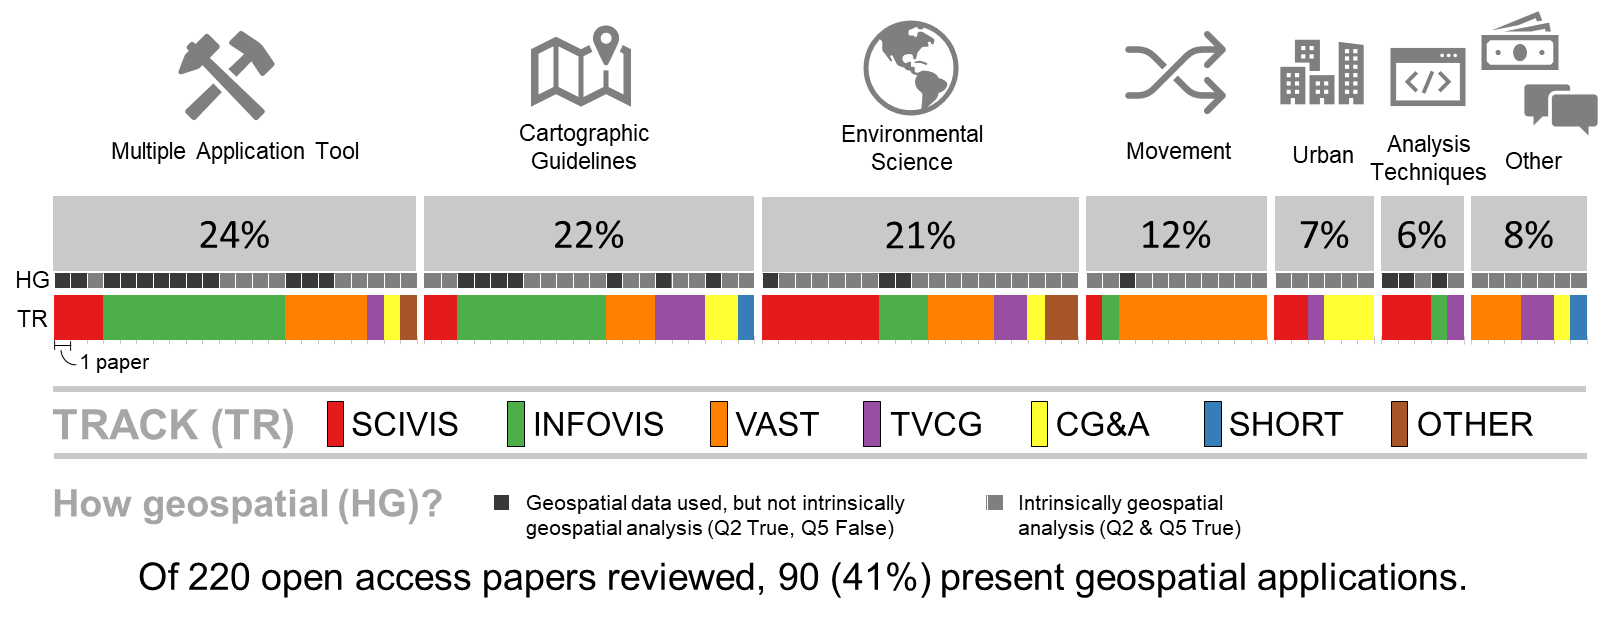 Multiple Application Tool
Cartographic
Guidelines
Environmental
Science
Movement
Urban
</>
Analysis
Techniques
Other
24%
22%
21%
12%
7%
6%
8%
HG
TR
1 paper
TRACK (TR)
SCIVIS
INFOVIS
VAST
TVCG
CG&A
SHORT
OTHER
How geospatial (HG)?
Geospatial data used, but not intrinsically
geospatial analysis (Q2 True, Q5 False)
Intrinsically geospatial
analysis (Q2 & Q5 True)
Of 220 open access papers reviewed, 90 (41%) present geospatial applications.